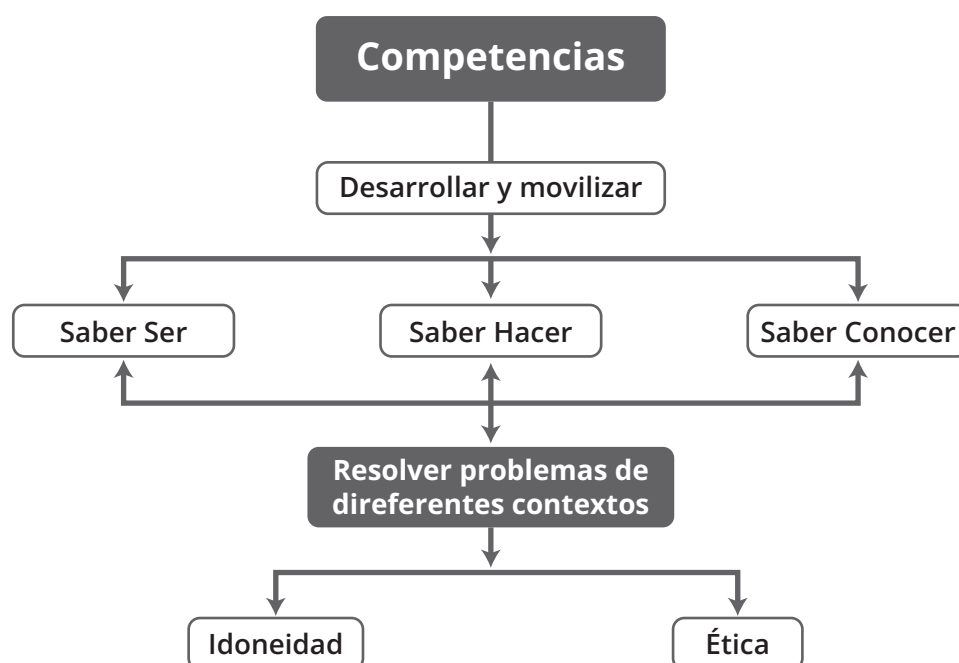 Competencias
Desarrollar y movilizar
Saber Ser
Saber Hacer
Saber Conocer
Resolver problemas de
direferentes contextos
Idoneidad
Ética